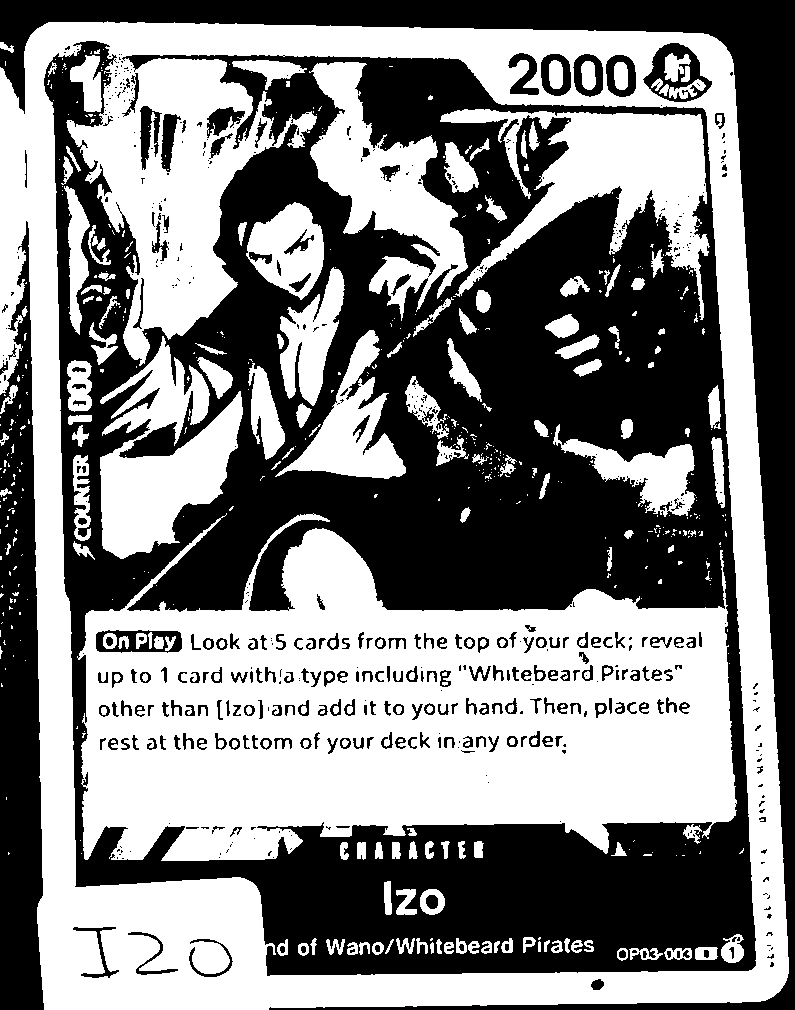 1
2000
射
RANGED
COUNTER +1000
On Play Look at 5 cards from the top of your deck; reveal
up to 1 card with a type including "Whitebeard Pirates"
other than [Izo] and add it to your hand. Then, place the
rest at the bottom of your deck in any order.
CHARACTER
Izo
nd of Wano/Whitebeard Pirates
OP03-003 R 1
IZO